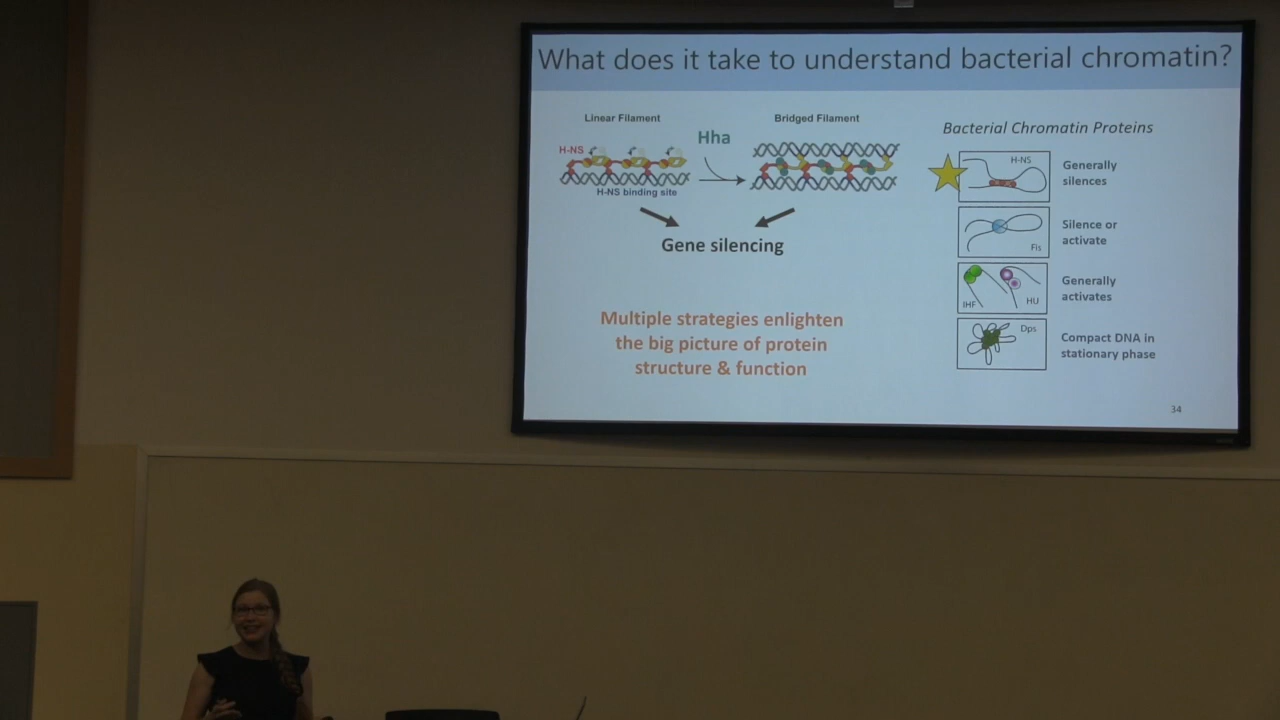 What does it take to understand bacterial chromatin?
Linear Filament
Bridged Filament
Hha
H-NS
H-NS binding site
Gene silencing
Multiple strategies enlighten
the big picture of protein
structure & function
Bacterial Chromatin Proteins
H-NS
Generally
silences
Fis
Silence or
activate
IHF
HU
Generally
activates
Dps
Compact DNA in
stationary phase
34